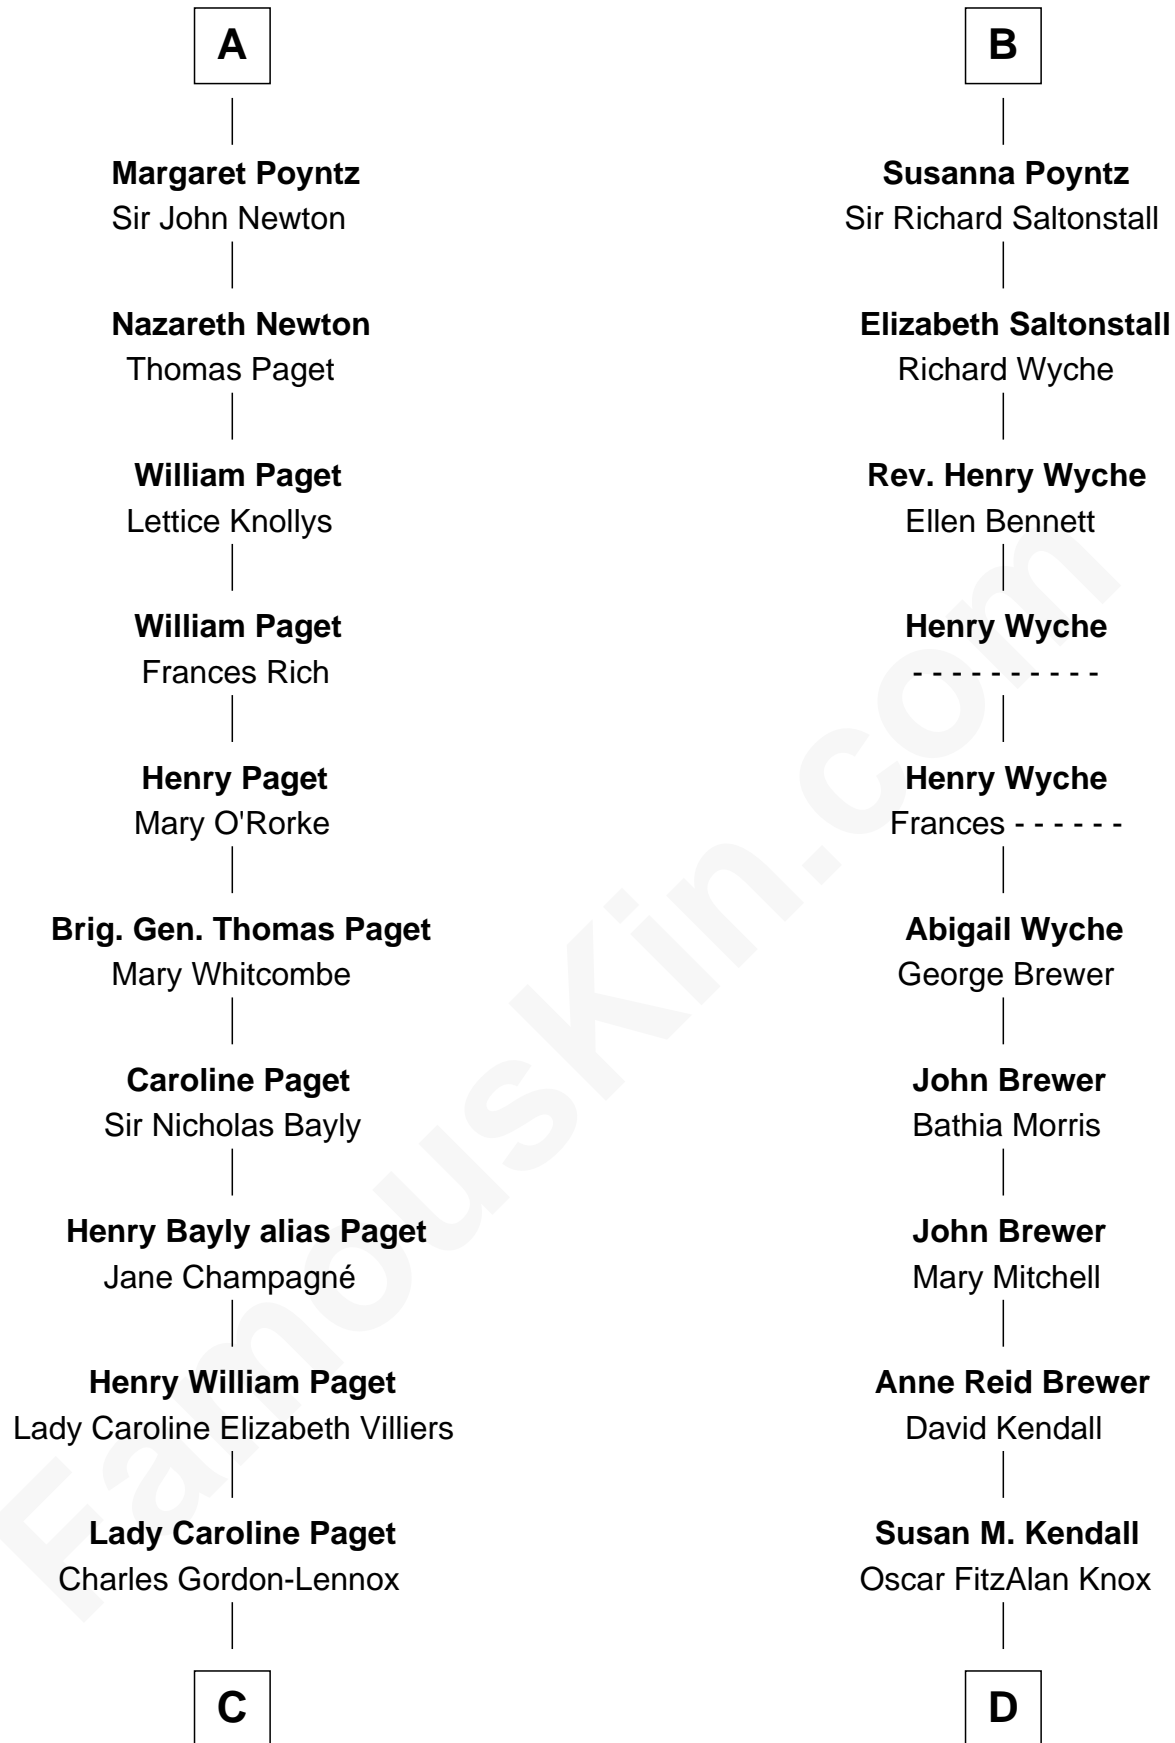 A
Margaret Poyntz
Sir John Newton
Nazareth Newton
Thomas Paget
William Paget
Lettice Knollys
William Paget
Frances Rich
Henry Paget
Mary O'Rorke
Brig. Gen. Thomas Paget
Mary Whitcombe
Caroline Paget
Sir Nicholas Bayly
Henry Bayly alias Paget
Jane Champagné
Henry William Paget
Lady Caroline Elizabeth Villiers
Lady Caroline Paget
Charles Gordon-Lennox
C
B
Susanna Poyntz
Sir Richard Saltonstall
Elizabeth Saltonstall
Richard Wyche
Rev. Henry Wyche
Ellen Bennett
Henry Wyche
- - - - - - - - - -
Henry Wyche
Frances - - - - - -
Abigail Wyche
George Brewer
John Brewer
Bathia Morris
John Brewer
Mary Mitchell
Anne Reid Brewer
David Kendall
Susan M. Kendall
Oscar FitzAlan Knox
D
FamousKin.com